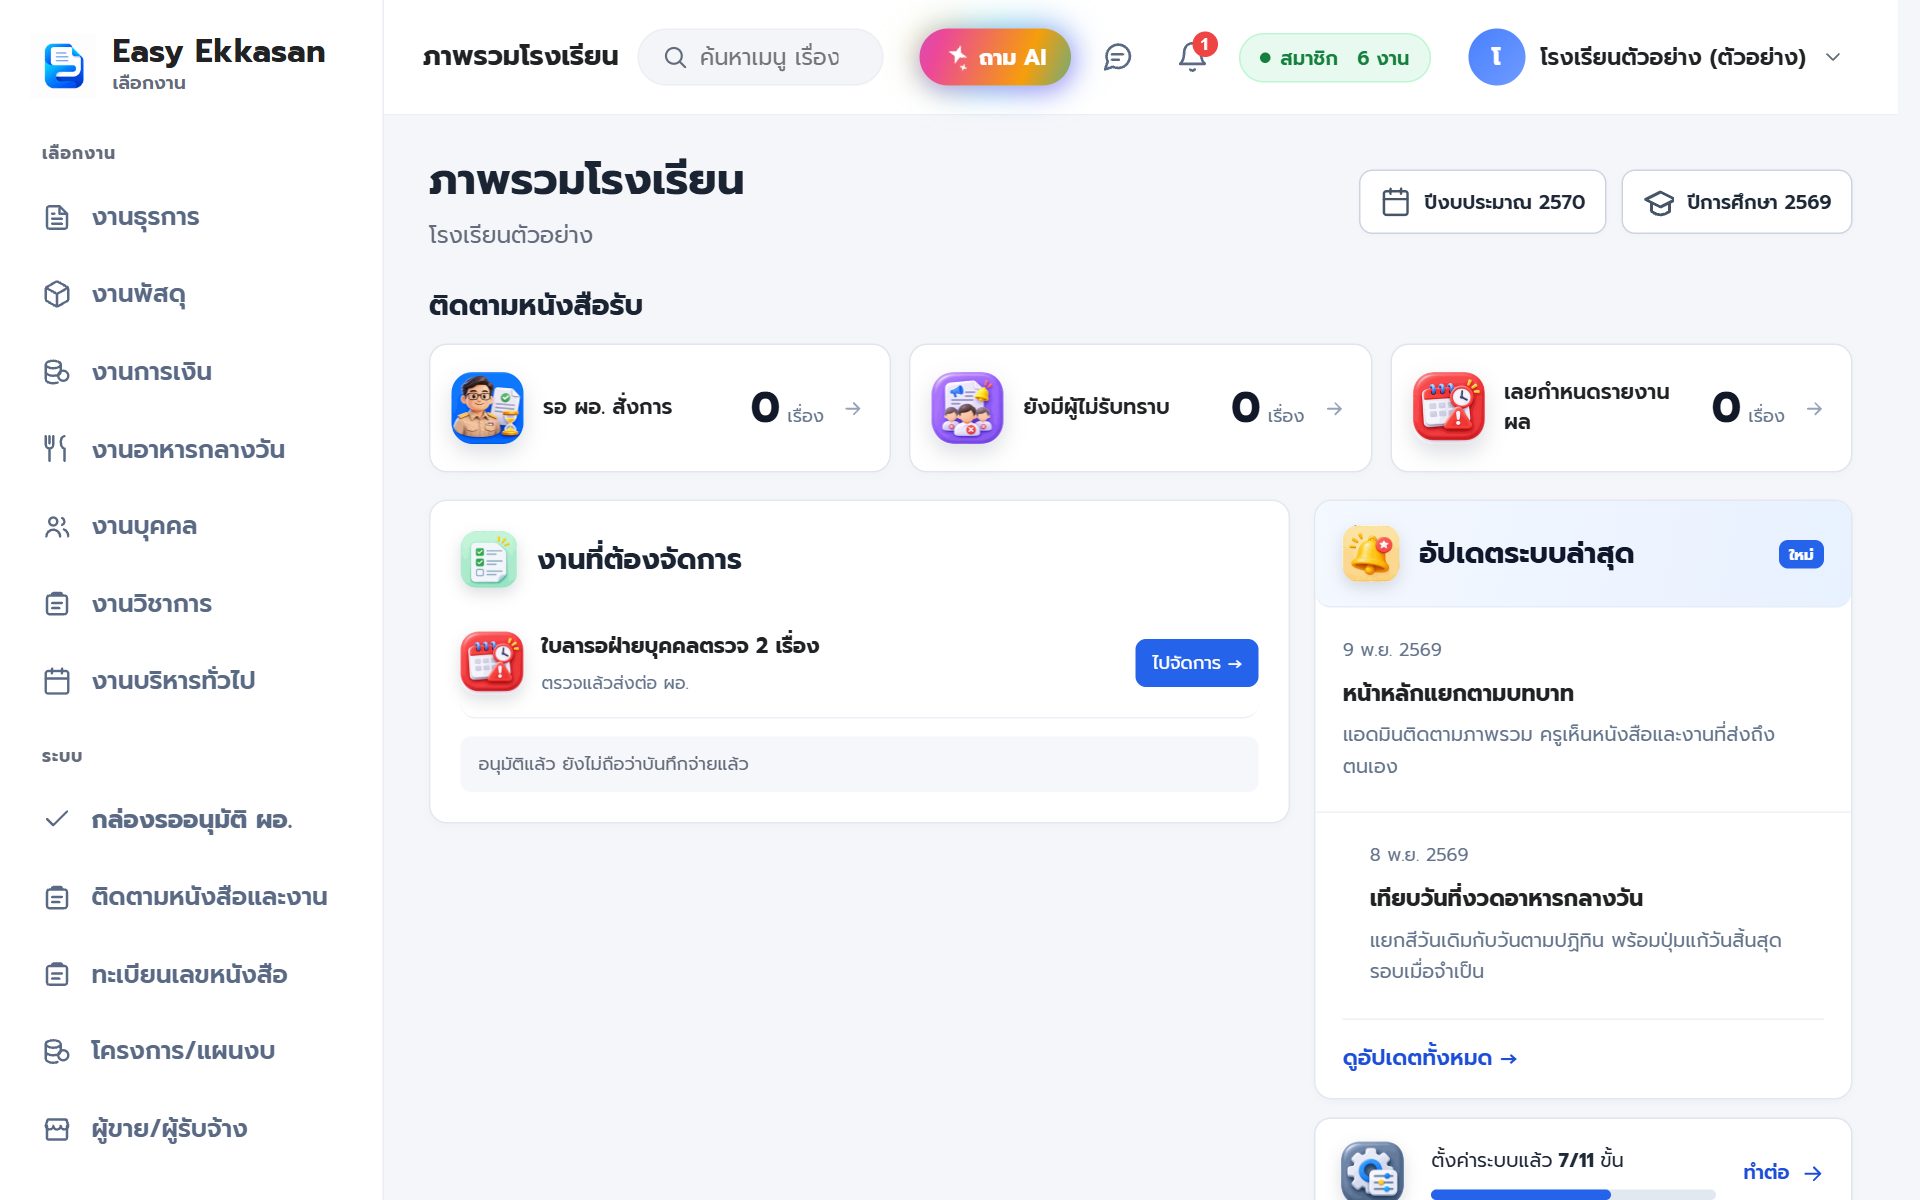 Easy Ekkasan
เลือกงาน
เลือกงาน
งานธุรการ
งานพัสดุ
งานการเงิน
งานอาหารกลางวัน
งานบุคคล
งานวิชาการ
งานบริหารทั่วไป
ระบบ
กล่องรออนุมัติ ผอ.
ติดตามหนังสือและงาน
ทะเบียนเลขหนังสือ
โครงการ/แผนงบ
ผู้ขาย/ผู้รับจ้าง
ภาพรวมโรงเรียน
ค้นหาเมนู เรื่อง
ถาม AI
1
สมาชิก 6 งาน
โ
โรงเรียนตัวอย่าง (ตัวอย่าง)
ภาพรวมโรงเรียน
โรงเรียนตัวอย่าง
ปีงบประมาณ 2570
ปีการศึกษา 2569
ติดตามหนังสือรับ
รอ ผอ. สั่งการ
0 เรื่อง
ยังมีผู้ไม่รับทราบ
0 เรื่อง
เลยกำหนดรายงาน
ผล
0 เรื่อง
งานที่ต้องจัดการ
ใบลารอฝ่ายบุคคลตรวจ 2 เรื่อง
ตรวจแล้วส่งต่อ ผอ.
ไปจัดการ →
อนุมัติแล้ว ยังไม่ถือว่าบันทึกจ่ายแล้ว
อัปเดตระบบล่าสุด
ใหม่
9 พ.ย. 2569
หน้าหลักแยกตามบทบาท
แอดมินติดตามภาพรวม ครูเห็นหนังสือและงานที่ส่งถึง
ตนเอง
8 พ.ย. 2569
เทียบวันที่งวดอาหารกลางวัน
แยกสีวันเดิมกับวันตามปฏิทิน พร้อมปุ่มแก้วันสิ้นสุด
รอบเมื่อจำเป็น
ดูอัปเดตทั้งหมด →
ตั้งค่าระบบแล้ว 7/11 ขั้น
ทำต่อ →